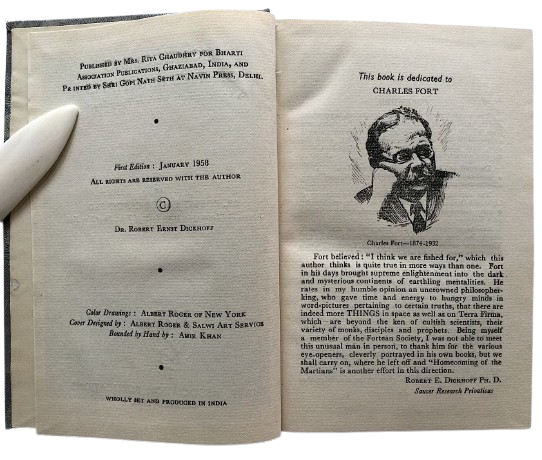 Published by Mrs. Rita Chaudhry for Bharti
Association Publications, Ghaziabad, India, and
Printed by Shri Gopi Nath Seth at Navin Press, Delhi.
First Edition : January 1958
All rights are reserved with the author
©
Dr. Robert Ernst Dickhoff
Color Drawings : Albert Roger of New York
Cover Designed by : Albert Roger & Salwi Art Service
Bounded by Hand by : Amir Khan
WHOLLY SET AND PRODUCED IN INDIA
This book is dedicated to
CHARLES FORT
Charles Fort—1874-1932
Fort believed : "I think we are fished for," which this
author thinks is quite true in more ways than one. Fort
in his days brought supreme enlightenment into the dark
and mysterious continents of earthling mentalities. He
rates in my humble opinion an uncrowned philosopher-
king, who gave time and energy to hungry minds in
word-pictures pertaining to certain truths, that there are
indeed more THINGS in space as well as on Terra Firma,
which are beyond the ken of cultish scientists, their
variety of monks, disciples and prophets. Being myself
a member of the Fortean Society, I was not able to meet
this unusual man in person, to thank him for the various
eye-openers, cleverly portrayed in his own books, but we
shall carry on, where he left off and "Homecoming of the
Martians" is another effort in this direction.
Robert E. Dickhoff Ph. D.
Saucer Research Privaticus